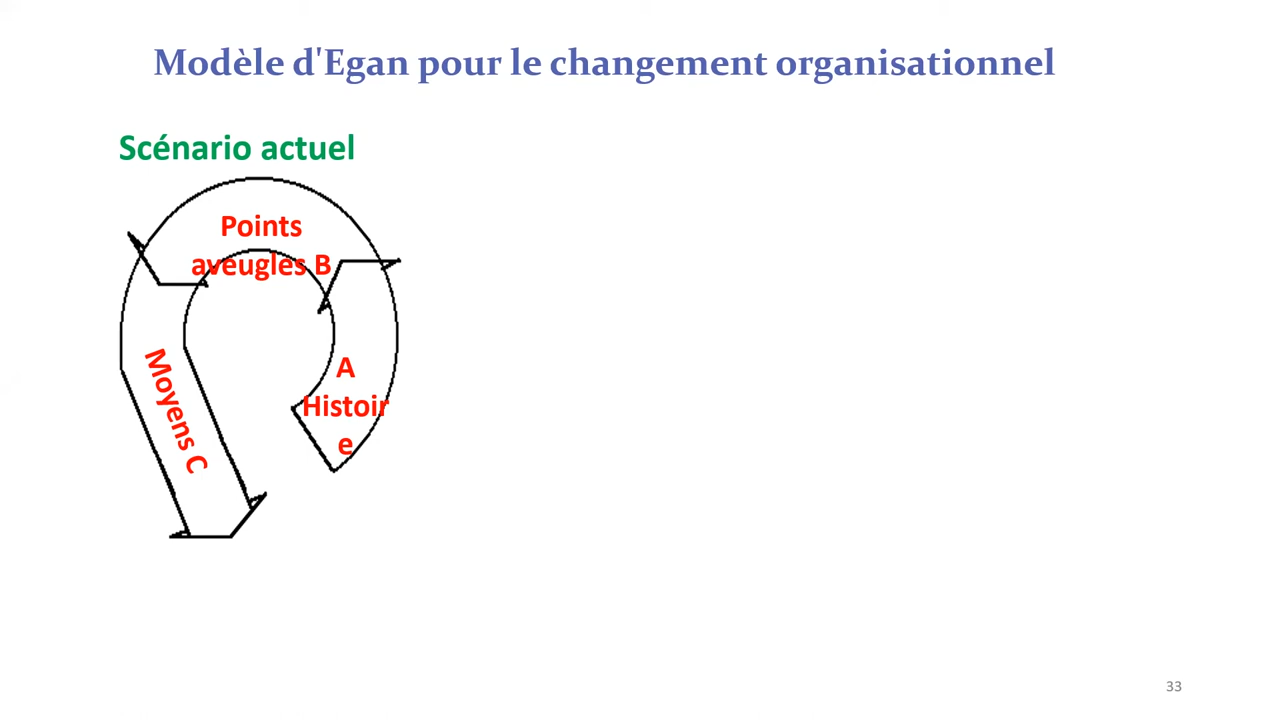 Modèle d'Egan pour le changement organisationnel
Scénario actuel
Points
aveugles B
A
Histoir
e
Moyens C
33